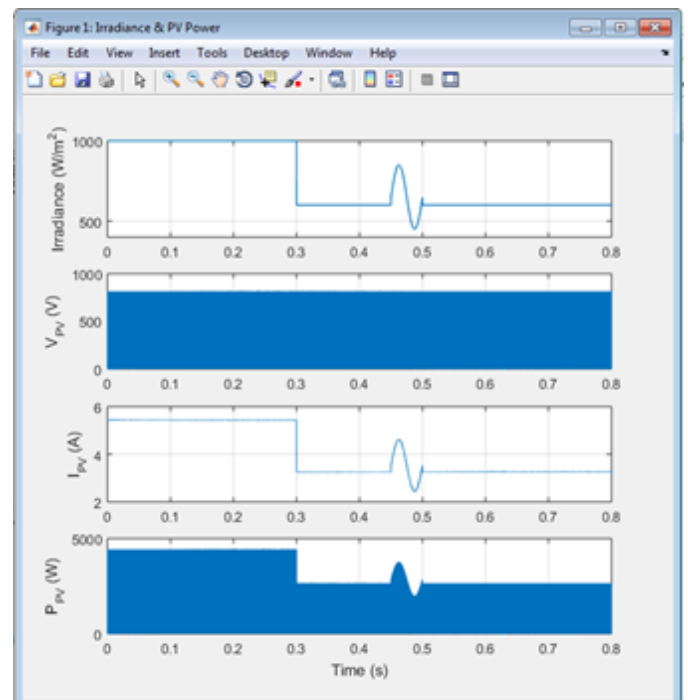 Figure 1: Irradiance & PV Power
File Edit View Insert Tools Desktop Window Help
Irradiance (W/m²)
1000
500
0 0.1 0.2 0.3 0.4 0.5 0.6 0.7 0.8
V_PV (V)
1000
500
0
0 0.1 0.2 0.3 0.4 0.5 0.6 0.7 0.8
I_PV (A)
6
4
2
0 0.1 0.2 0.3 0.4 0.5 0.6 0.7 0.8
P_PV (W)
5000
0
0 0.1 0.2 0.3 0.4 0.5 0.6 0.7 0.8
Time (s)